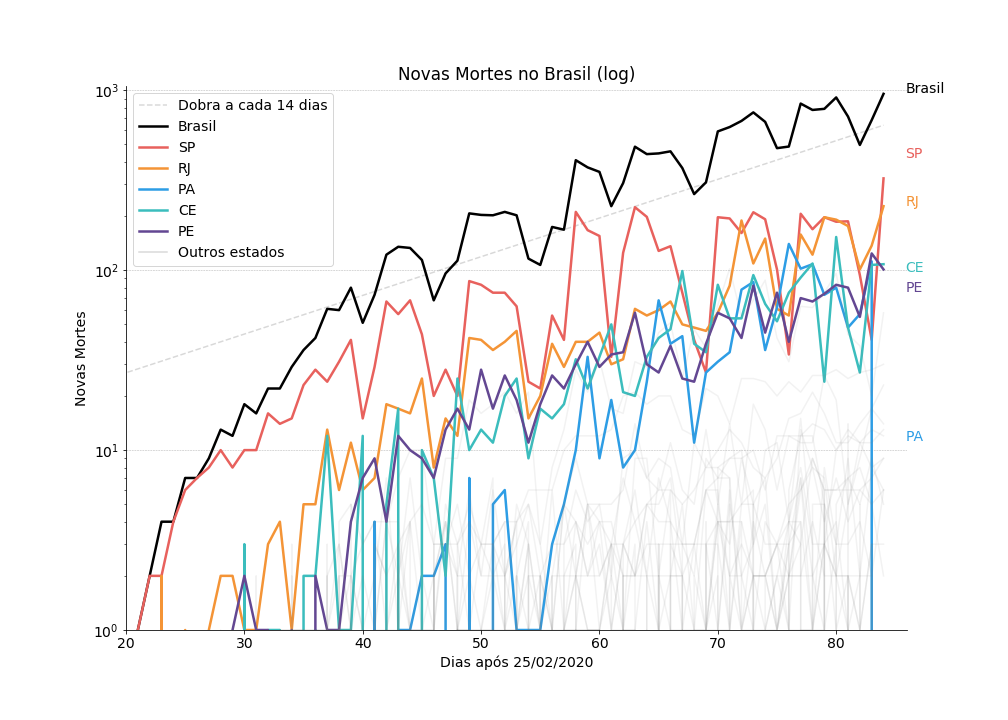 Novas Mortes no Brasil (log)
Dobra a cada 14 dias
Brasil
SP
RJ
PA
CE
PE
Outros estados
10³
10²
10¹
10⁰
Novas Mortes
20 30 40 50 60 70 80
Dias após 25/02/2020
Brasil
SP
RJ
CE
PE
PA